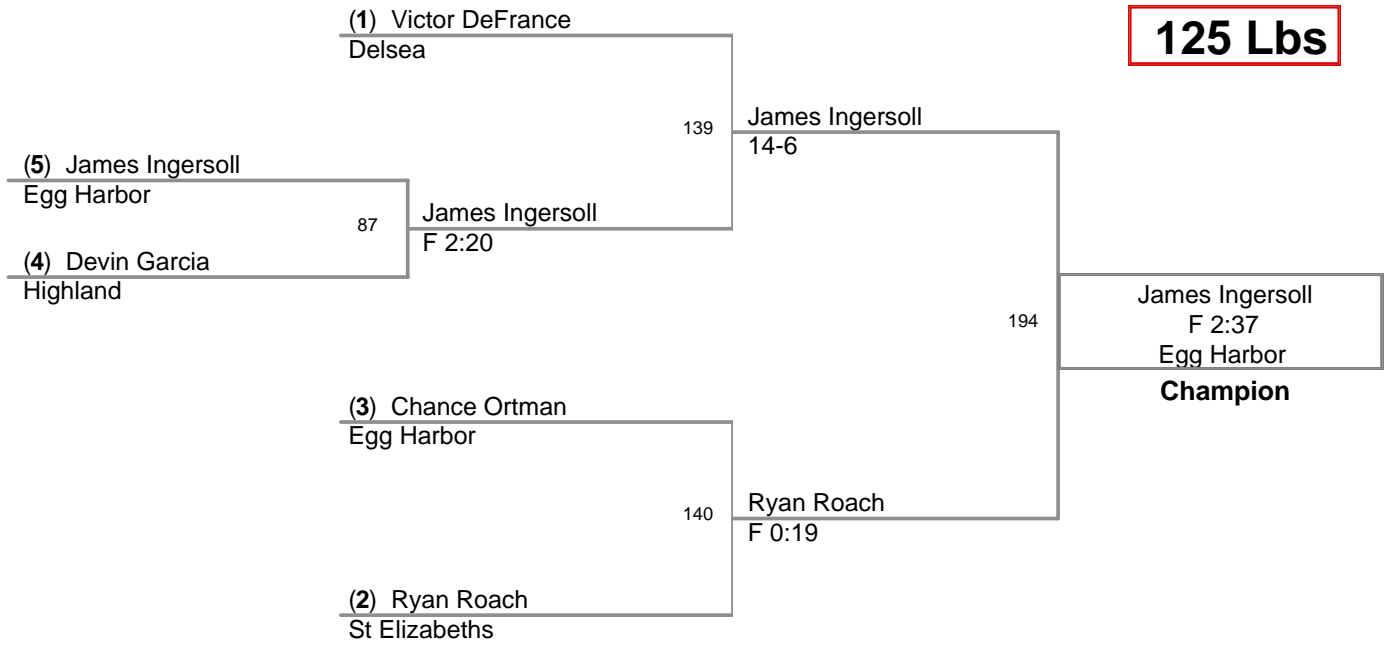 125 Lbs
(1) Victor DeFrance
Delsea
139
James Ingersoll
14-6
(5) James Ingersoll
Egg Harbor
87
James Ingersoll
F 2:20
(4) Devin Garcia
Highland
194
James Ingersoll
F 2:37
Egg Harbor
Champion
(3) Chance Ortman
Egg Harbor
140
Ryan Roach
F 0:19
(2) Ryan Roach
St Elizabeths